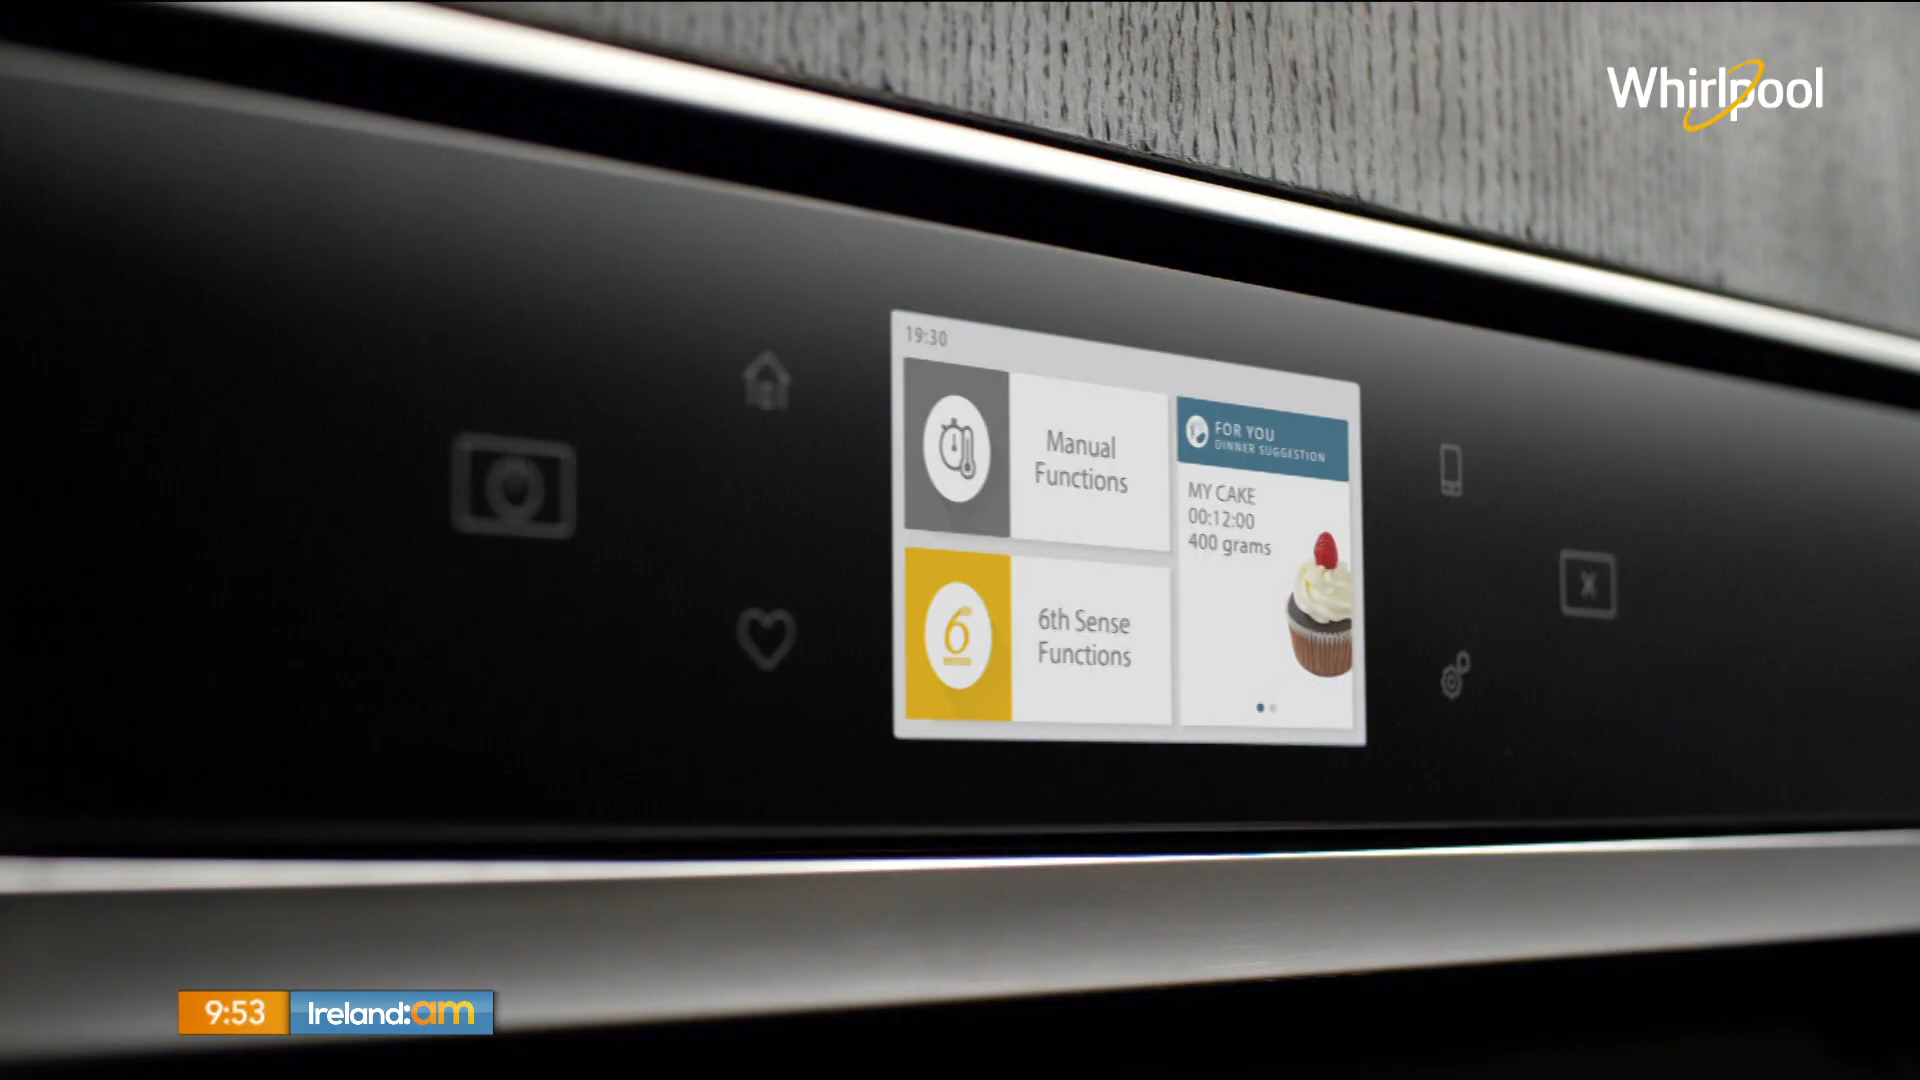 Whirlpool
19:30
Manual
Functions
FOR YOU
DINNER SUGGESTION
MY CAKE
00:12:00
400 grams
6
6th Sense
Functions
X
9:53
Ireland:am